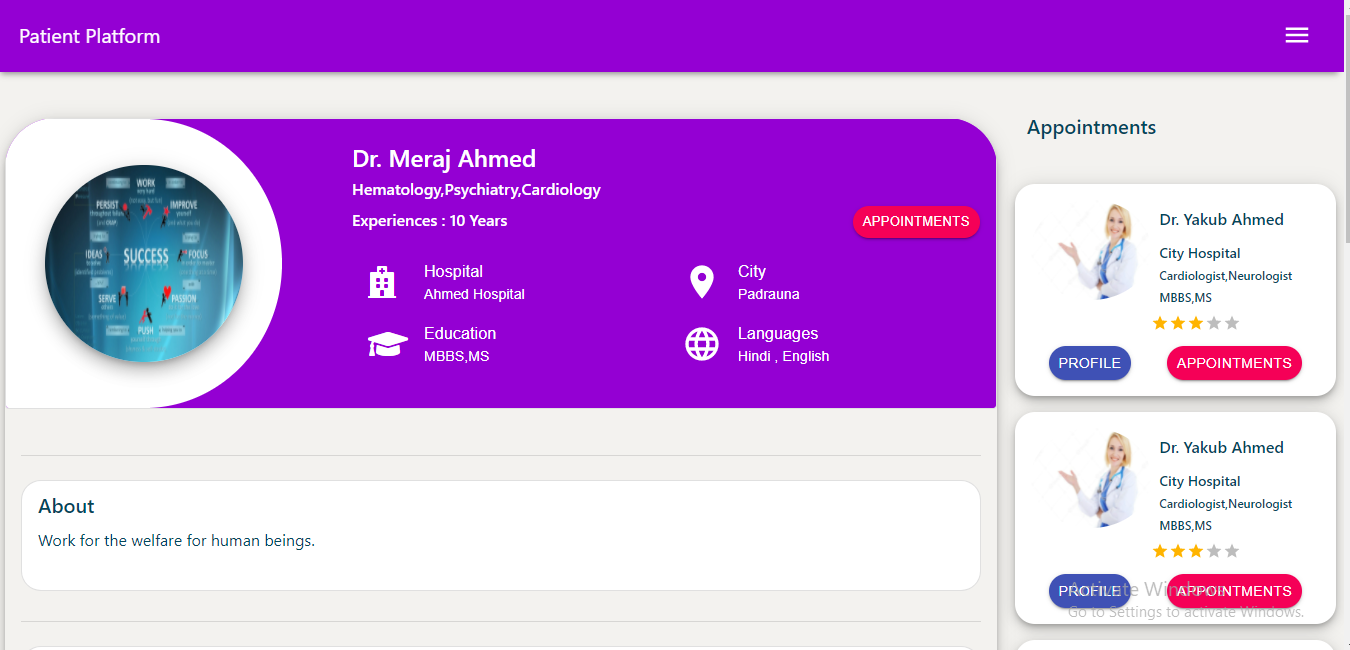 Patient Platform
Dr. Meraj Ahmed
Hematology,Psychiatry,Cardiology
Experiences : 10 Years
APPOINTMENTS
Hospital
Ahmed Hospital
City
Padrauna
Education
MBBS,MS
Languages
Hindi , English
WORK
PERSIST
IMPROVE
IDEAS
SUCCESS
FOCUS
SERVE
PASSION
PUSH
About
Work for the welfare for human beings.
Appointments
Dr. Yakub Ahmed
City Hospital
Cardiologist,Neurologist
MBBS,MS
PROFILE
APPOINTMENTS
Dr. Yakub Ahmed
City Hospital
Cardiologist,Neurologist
MBBS,MS
PROFILE
APPOINTMENTS
Activate Windows
Go to Settings to activate Windows.